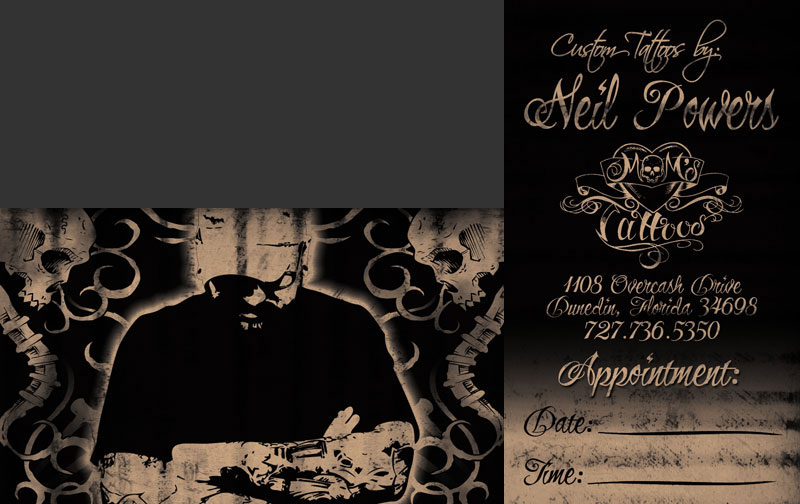 Custom Tattoos by:
Neil Powers
MOM's
Tattoos
1108 Overcash Drive
Dunedin, Florida 34698
727.736.5350
Appointment:
Date:
Time: